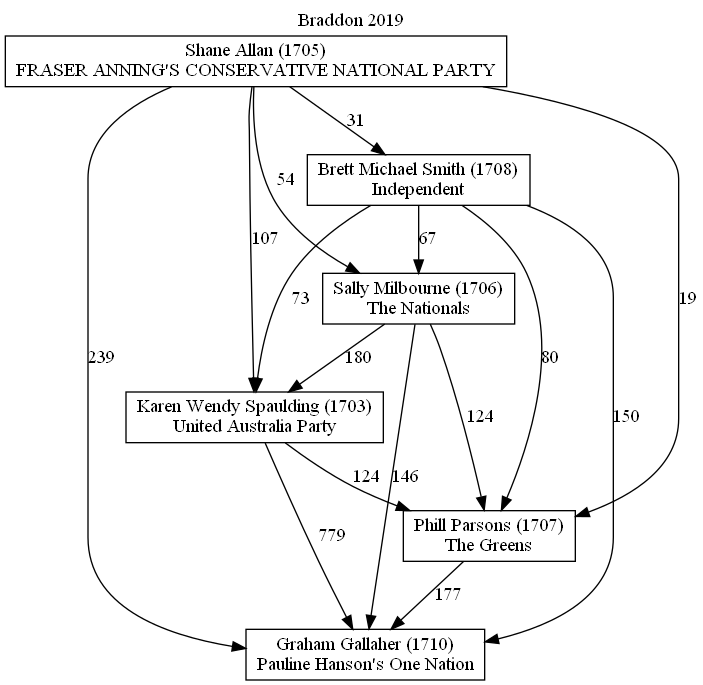 Braddon 2019
Shane Allan (1705)
FRASER ANNING'S CONSERVATIVE NATIONAL PARTY
31
Brett Michael Smith (1708)
Independent
54
107
67
73
Sally Milbourne (1706)
The Nationals
19
239
180
80
Karen Wendy Spaulding (1703)
United Australia Party
124
150
124
146
Phill Parsons (1707)
The Greens
779
177
Graham Gallaher (1710)
Pauline Hanson's One Nation